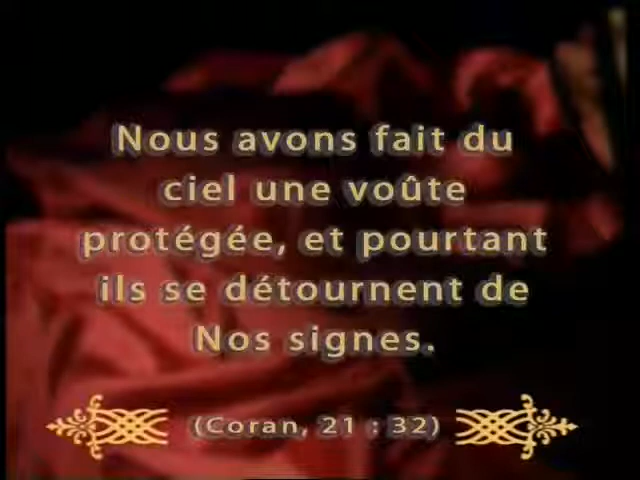 Nous avons fait du
ciel une voûte
protégée, et pourtant
ils se détournent de
Nos signes.
(Coran, 21 : 32)